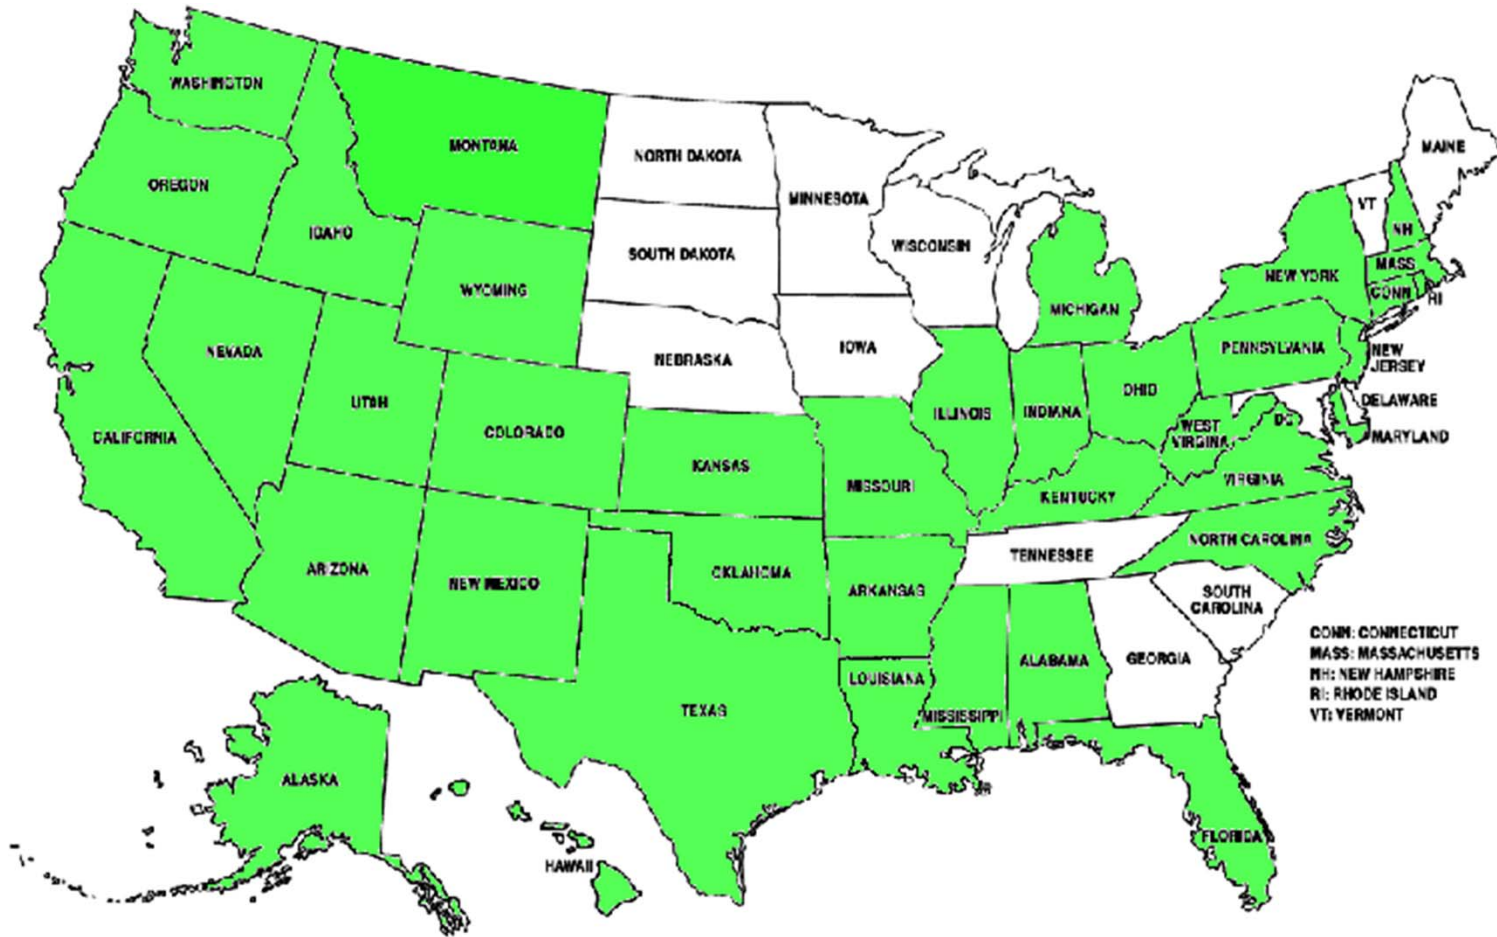 WASHINGTON
MONTANA
NORTH DAKOTA
MAINE
OREGON
MINNESOTA
VT
NH
IDAHO
WISCONSIN
SOUTH DAKOTA
MASS
NEW YORK
WYOMING
CONN
RI
MICHIGAN
NEVADA
NEBRASKA
IOWA
PENNSYLVANIA
NEW
JERSEY
UTAH
OHIO
DELAWARE
ILLINOIS
INDIANA
COLORADO
CALIFORNIA
WEST
VIRGINA
DC
MARYLAND
KANSAS
MISSOURI
KENTUCKY
VIRGINIA
NORTH CAROLINA
TENNESSEE
ARIZONA
NEW MEXICO
OKLAHOMA
ARKANSAS
SOUTH
CAROLINA
ALABAMA
GEORGIA
LOUISIANA
MISSISSIPPI
TEXAS
CONN: CONNECTICUT
MASS: MASSACHUSETTS
NH: NEW HAMPSHIRE
RI: RHODE ISLAND
VT: VERMONT
ALASKA
HAWAII
FLORIDA